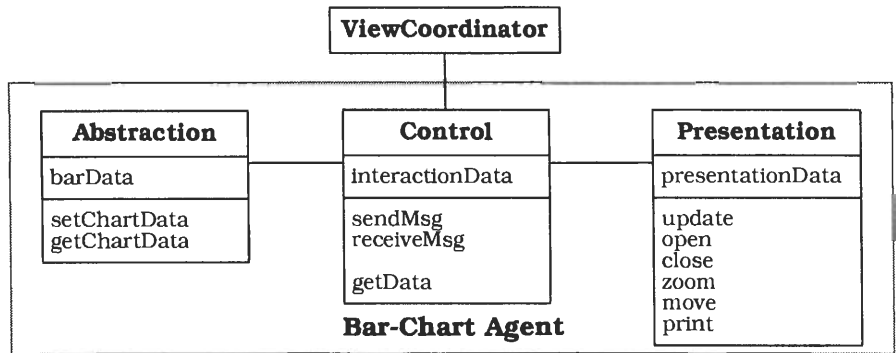 ViewCoordinator
Abstraction
barData
setChartData
getChartData
Control
interactionData
sendMsg
receiveMsg
getData
Presentation
presentationData
update
open
close
zoom
move
print
Bar-Chart Agent